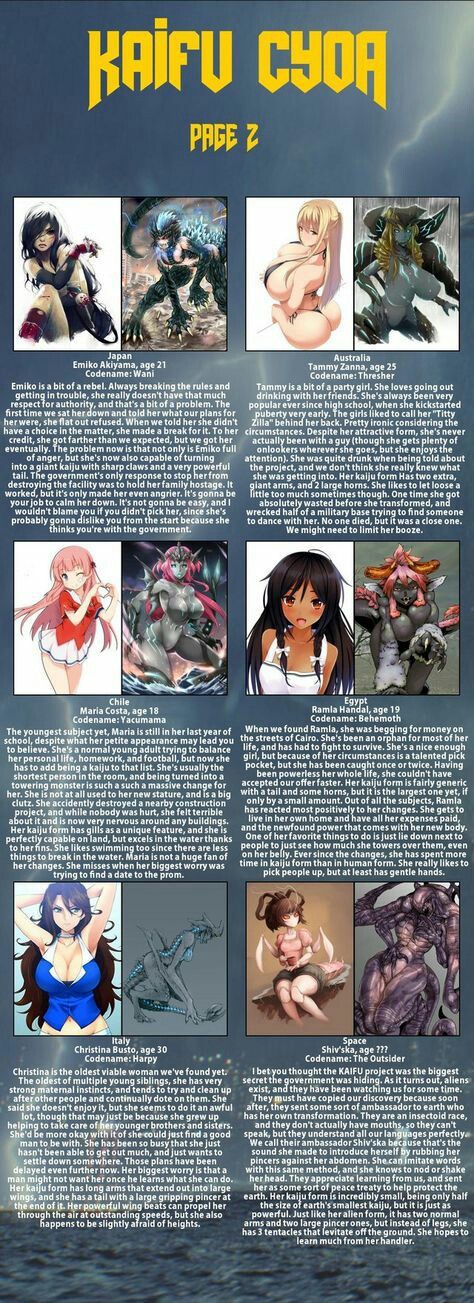 KAIFU CYOA
PAGE 2
Japan
Emiko Akiyama, age 21
Codename: Wani
Emiko is a bit of a rebel. Always breaking the rules and
getting in trouble, she really doesn't have that much
respect for authority, and that's a bit of a problem. The
first time we sat her down and told her what our plans for
her were, she flat out refused. When we told her she didn't
have a choice in the matter, she made a break for it. To her
credit, she got farther than we expected, but we got her
eventually. The problem now is that not only is Emiko full
of anger, but she's now also capable of turning
into a giant kaiju with sharp claws and a very powerful
tail. The government's only response to stop her from
destroying the facility was to hold her family hostage. It
worked, but it's only made her even angrier. It's gonna be
your job to calm her down. It's not gonna be easy, and I
wouldn't blame you if you didn't pick her, since she's
probably gonna dislike you from the start because she
thinks you're with the government.
Australia
Tammy Zanna, age 25
Codename: Thresher
Tammy is a bit of a party girl. She loves going out
drinking with her friends. She's always been very
popular ever since high school, when she kickstarted
puberty very early. The girls liked to call her "Titty
Zilla" behind her back. Pretty ironic considering the
circumstances. Despite her attractive form, she's never
actually been with a guy (though she gets plenty of
onlookers wherever she goes, but she enjoys the
attention). She was quite drunk when being told about
the project, and we don't think she really knew what
she was getting into. Her kaiju form Has two extra,
giant arms, and 2 large horns. She likes to let loose a
little too much sometimes though. One time she got
absolutely wasted before she transformed, and
wrecked half of a military base trying to find someone
to dance with her. No one died, but it was a close one.
We might need to limit her booze.
Chile
Maria Costa, age 18
Codename: Yacumama
The youngest subject yet, Maria is still in her last year of
school, despite what her petite appearance may lead you
to believe. She's a normal young adult trying to balance
her personal life, homework, and football, but now she
has to add being a kaiju to that list. She's usually the
shortest person in the room, and being turned into a
towering monster is such a such a massive change for
her. She is not at all used to her new stature, and is a big
clutz. She accidently destroyed a nearby construction
project, and while nobody was hurt, she felt terrible
about it and is now very nervous around any buildings.
Her kaiju form has gills as a unique feature, and she is
perfectly capable on land, but excels in the water thanks
to her fins. She likes swimming too since there are less
things to break in the water. Maria is not a huge fan of
her changes. She misses when her biggest worry was
trying to find a date to the prom.
Egypt
Ramla Handal, age 19
Codename: Behemoth
When we found Ramla, she was begging for money on
the streets of Cairo. She's been an orphan for most of her
life, and has had to fight to survive. She's a nice enough
girl, but because of her circumstances is a talented pick
pocket, but she has been caught once or twice. Having
been powerless her whole life, she couldn't have
accepted our offer faster. Her kaiju form is fairly generic
with a tail and some horns, but it is the largest one yet, if
only by a small amount. Out of all the subjects, Ramla
has reacted most positively to her changes. She gets to
live in her own home and have all her expenses paid,
and the newfound power that comes with her new body.
One of her favorite things to do is just lie down next to
people to just see how much she towers over them, even
on her belly. Ever since the changes, she has spent more
time in kaiju form than in human form. She really likes to
pick people up, but at least has gentle hands.
Italy
Christina Busto, age 30
Codename: Harpy
Christina is the oldest viable woman we've found yet.
The oldest of multiple young siblings, she has very
strong maternal instincts, and tends to try and clean up
after other people and continually dote on them. She
said she doesn't enjoy it, but she seems to do it an awful
lot, though that may just be because she grew up
helping to take care of her younger brothers and sisters.
She'd be more okay with it of she could just find a good
man to be with. She has been so busy that she just
hasn't been able to get out much, and just wants to
settle down somewhere. Those plans have been
delayed even further now. Her biggest worry is that a
man might not want her once he learns what she can do.
Her kaiju form has long arms that extend out into large
wings, and she has a tail with a large gripping pincer at
the end of it. Her powerful wing beats can propel her
through the air at outstanding speeds, but she also
happens to be slightly afraid of heights.
Space
Shiv'ska, age ???
Codename: The Outsider
I bet you thought the KAIFU project was the biggest
secret the government was hiding. As it turns out, aliens
exist, and they have been watching us for some time.
They must have copied our discovery because soon
after, they sent some sort of ambassador to earth who
has her own transformation. They are an insectoid race,
and they don't actually have mouths, so they can't
speak, but they understand all our languages perfectly.
We call their ambassador Shiv'ska because that's the
sound she made to introduce herself by rubbing her
pincers against her abdomen. She can imitate words
with this same method, and she knows to nod or shake
her head. They appreciate learning from us, and sent
her as some sort of peace treaty to help protect the
earth. Her kaiju form is incredibly small, being only half
the size of earth's smallest kaiju, but it is just as
powerful. Just like her alien form, it has two normal
arms and two large pincer ones, but instead of legs, she
has 3 tentacles that levitate off the ground. She hopes to
learn much from her handler.